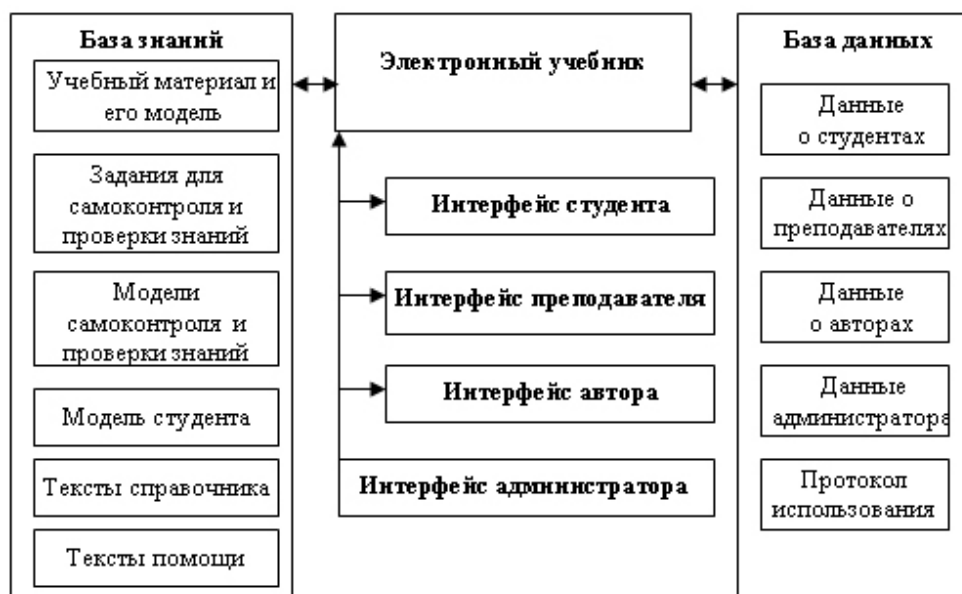 База знаний
Учебный материал и
его модель
Задания для
самоконтроля и
проверки знаний
Модели
самоконтроля и
проверки знаний
Модель студента
Тексты справочника
Тексты помощи
Электронный учебник
Интерфейс студента
Интерфейс преподавателя
Интерфейс автора
Интерфейс администратора
База данных
Данные
о студентах
Данные о
преподавателях
Данные
о авторах
Данные
администратора
Протокол
использования